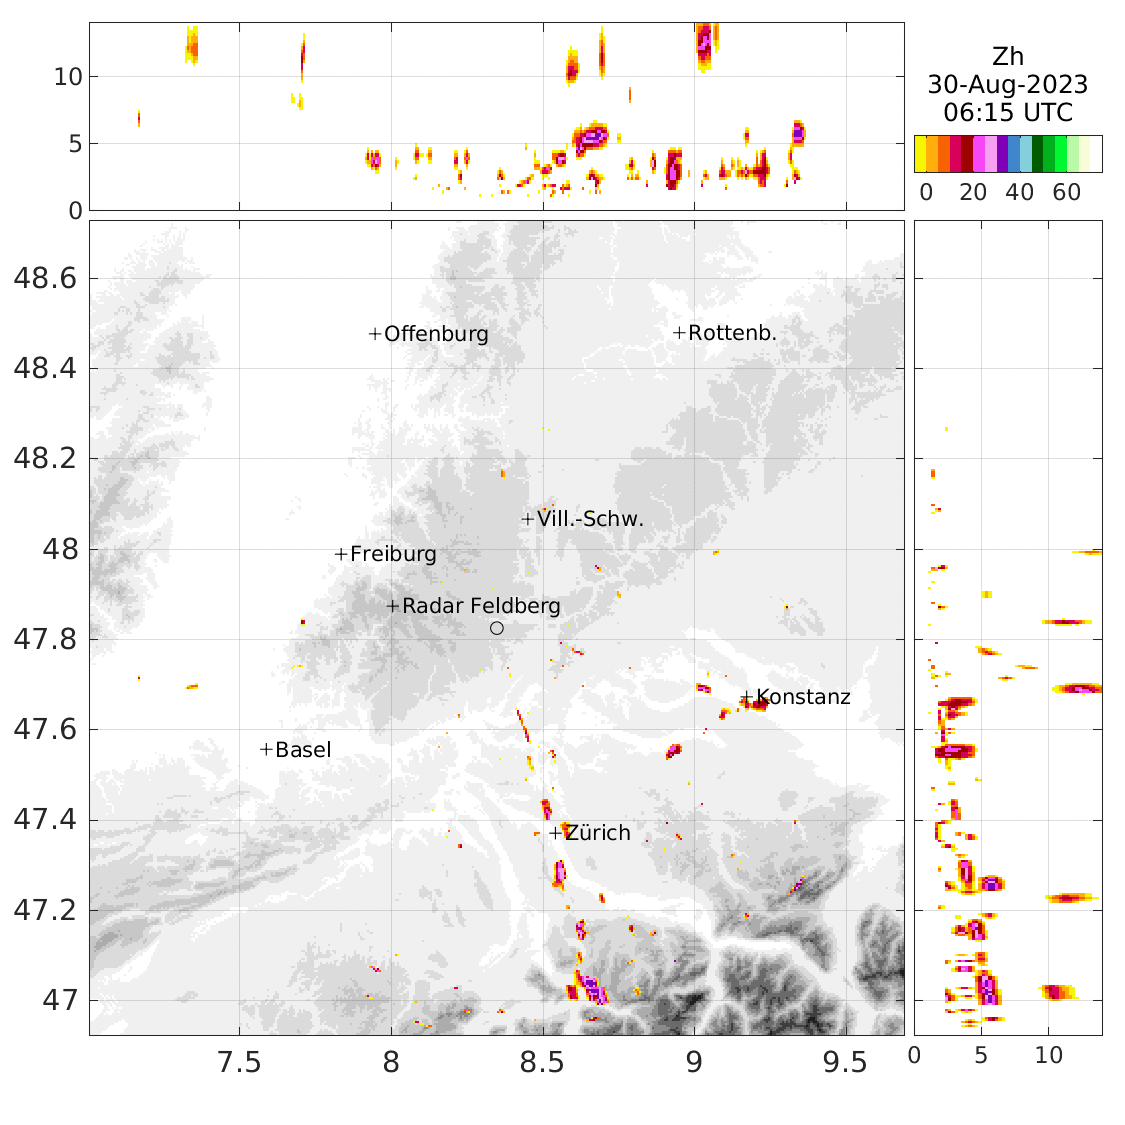 10
5
0
Zh
30-Aug-2023
06:15 UTC
0 20 40 60
48.6
48.4
48.2
48
47.8
47.6
47.4
47.2
47
Offenburg
Rottenb.
Vill.-Schw.
Freiburg
Radar Feldberg
Konstanz
Basel
Zürich
7.5 8 8.5 9 9.5
0 5 10